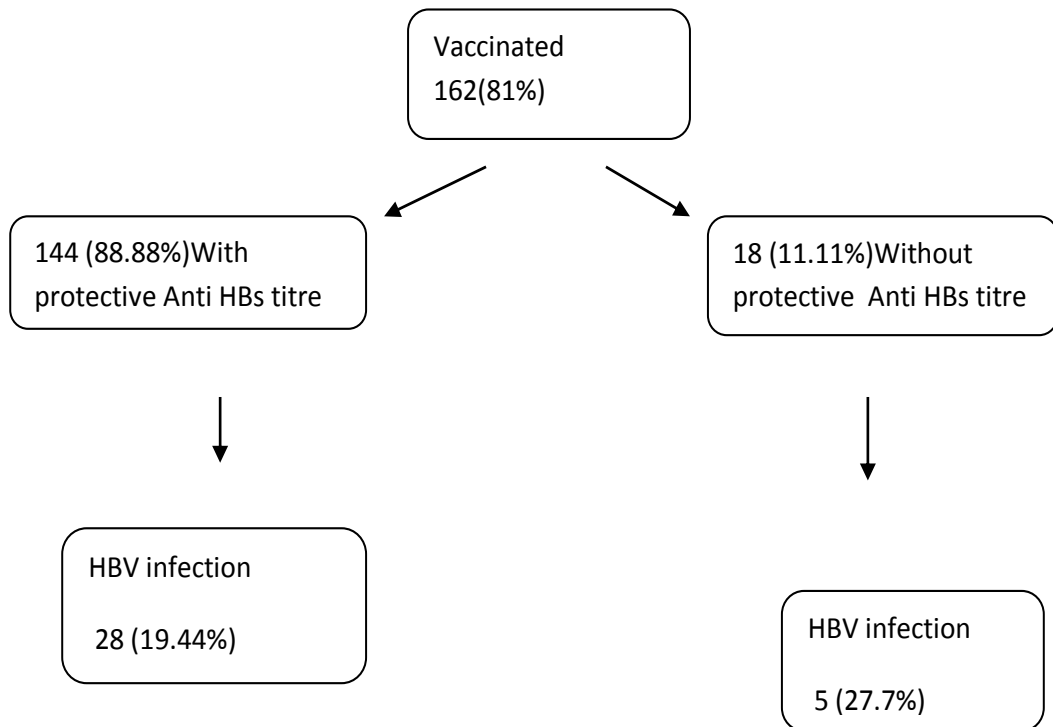 Vaccinated
162(81%)
144 (88.88%)With
protective Anti HBs titre
18 (11.11%)Without
protective  Anti HBs titre
HBV infection
28 (19.44%)
HBV infection
5 (27.7%)